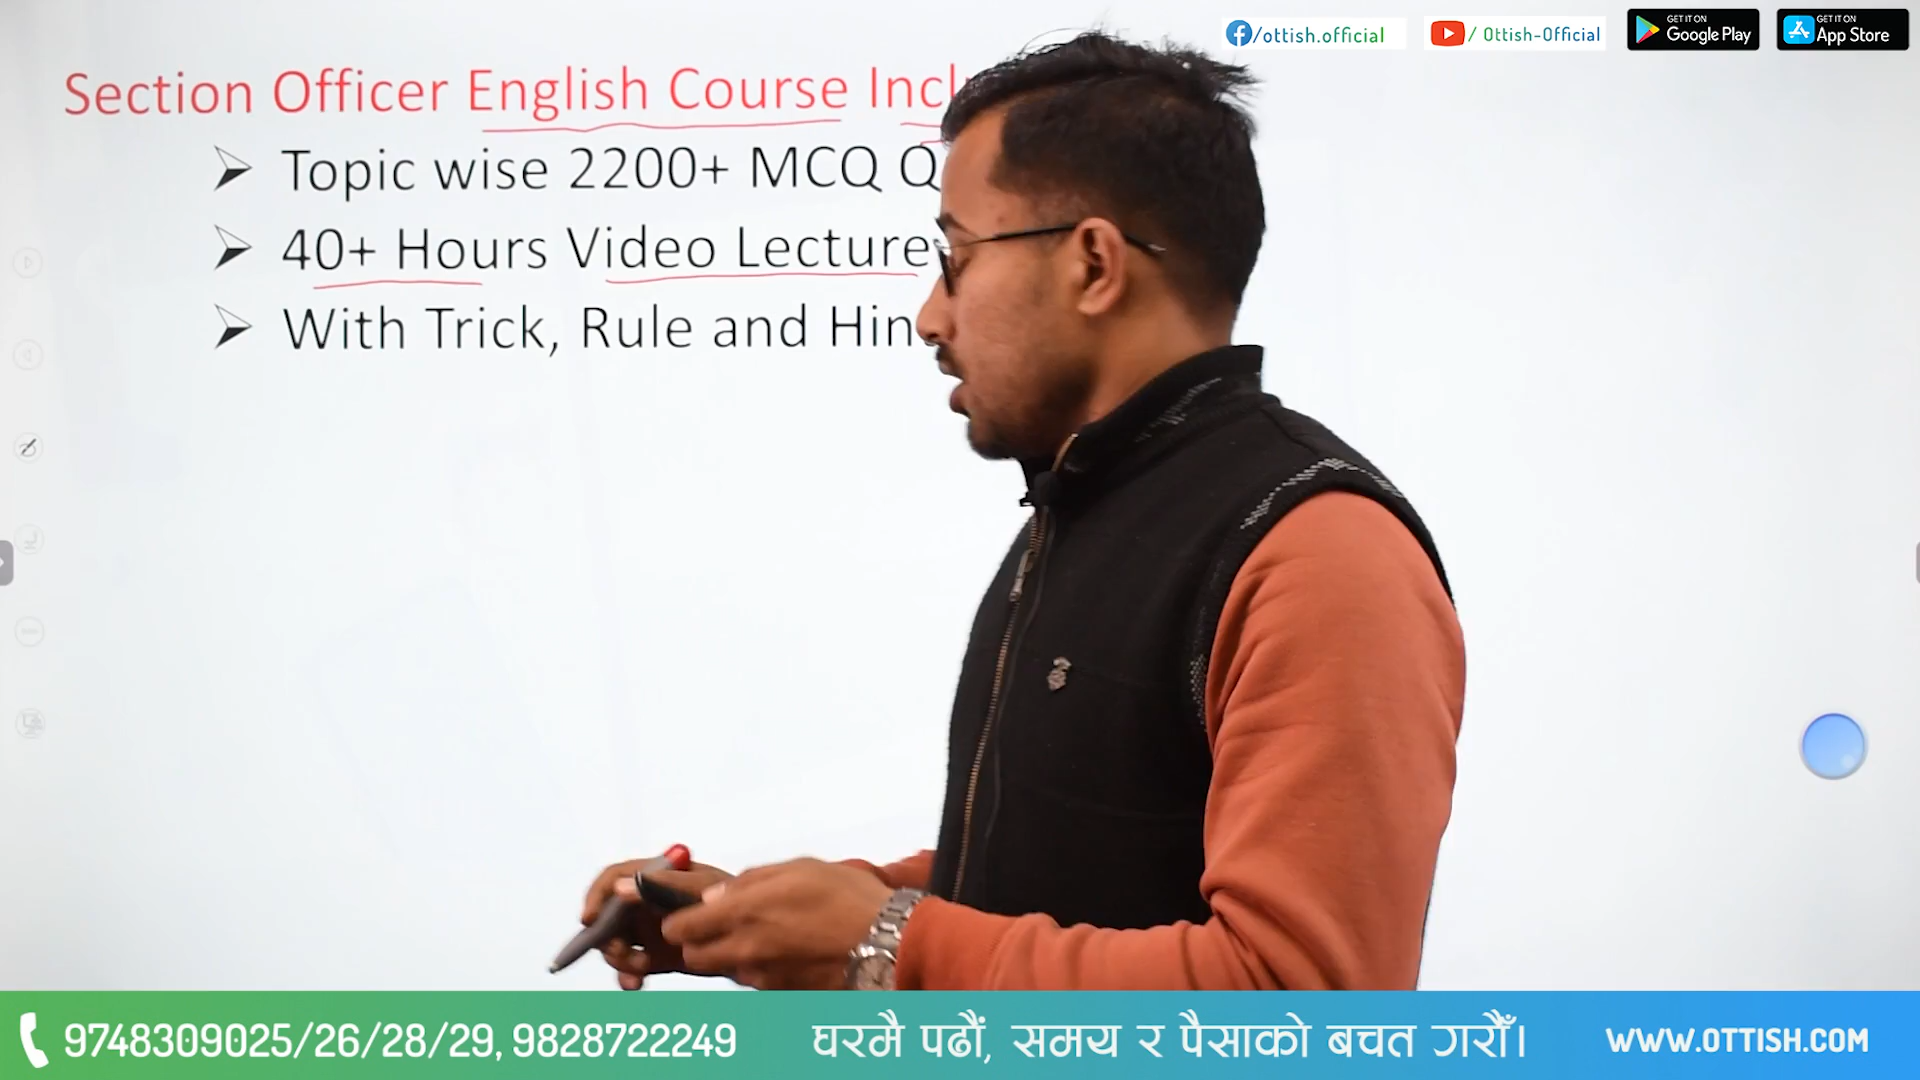 /ottish.official
/ Ottish-Official
GET IT ON
Google Play
GET IT ON
App Store
Section Officer English Course
Topic wise 2200+ MCQ
40+ Hours Video Lecture
With Trick, Rule and
9748309025/26/28/29, 9828722249
घरमै पढौं, समय र पैसाको बचत गरौँ।
WWW.OTTISH.COM